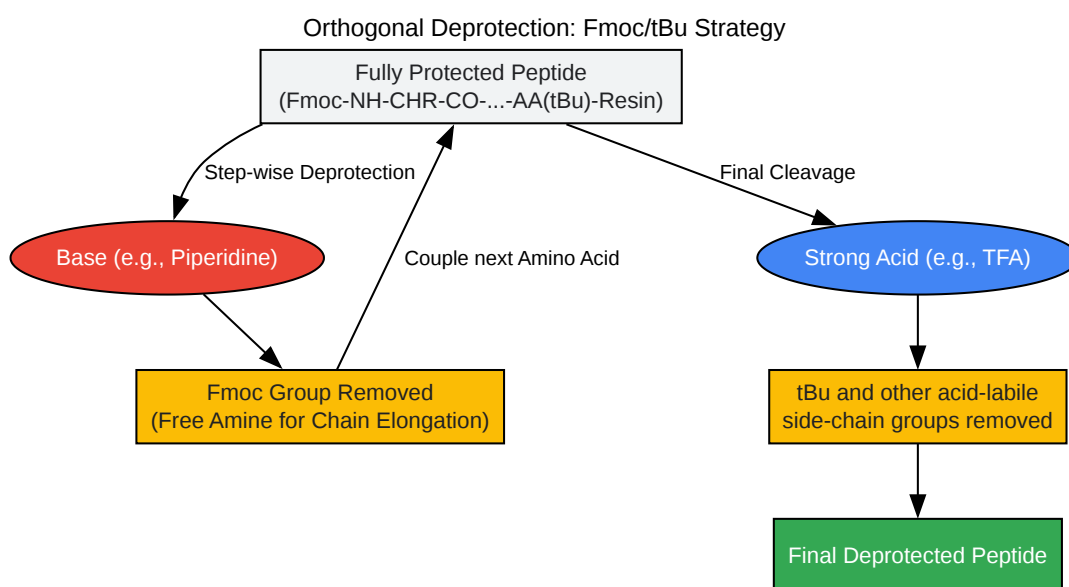 Orthogonal Deprotection: Fmoc/tBu Strategy
Fully Protected Peptide
(Fmoc-NH-CHR-CO-...-AA(tBu)-Resin)
Step-wise Deprotection
Final Cleavage
Base (e.g., Piperidine)
Couple next Amino Acid
Strong Acid (e.g., TFA)
Fmoc Group Removed
(Free Amine for Chain Elongation)
tBu and other acid-labile
side-chain groups removed
Final Deprotected Peptide